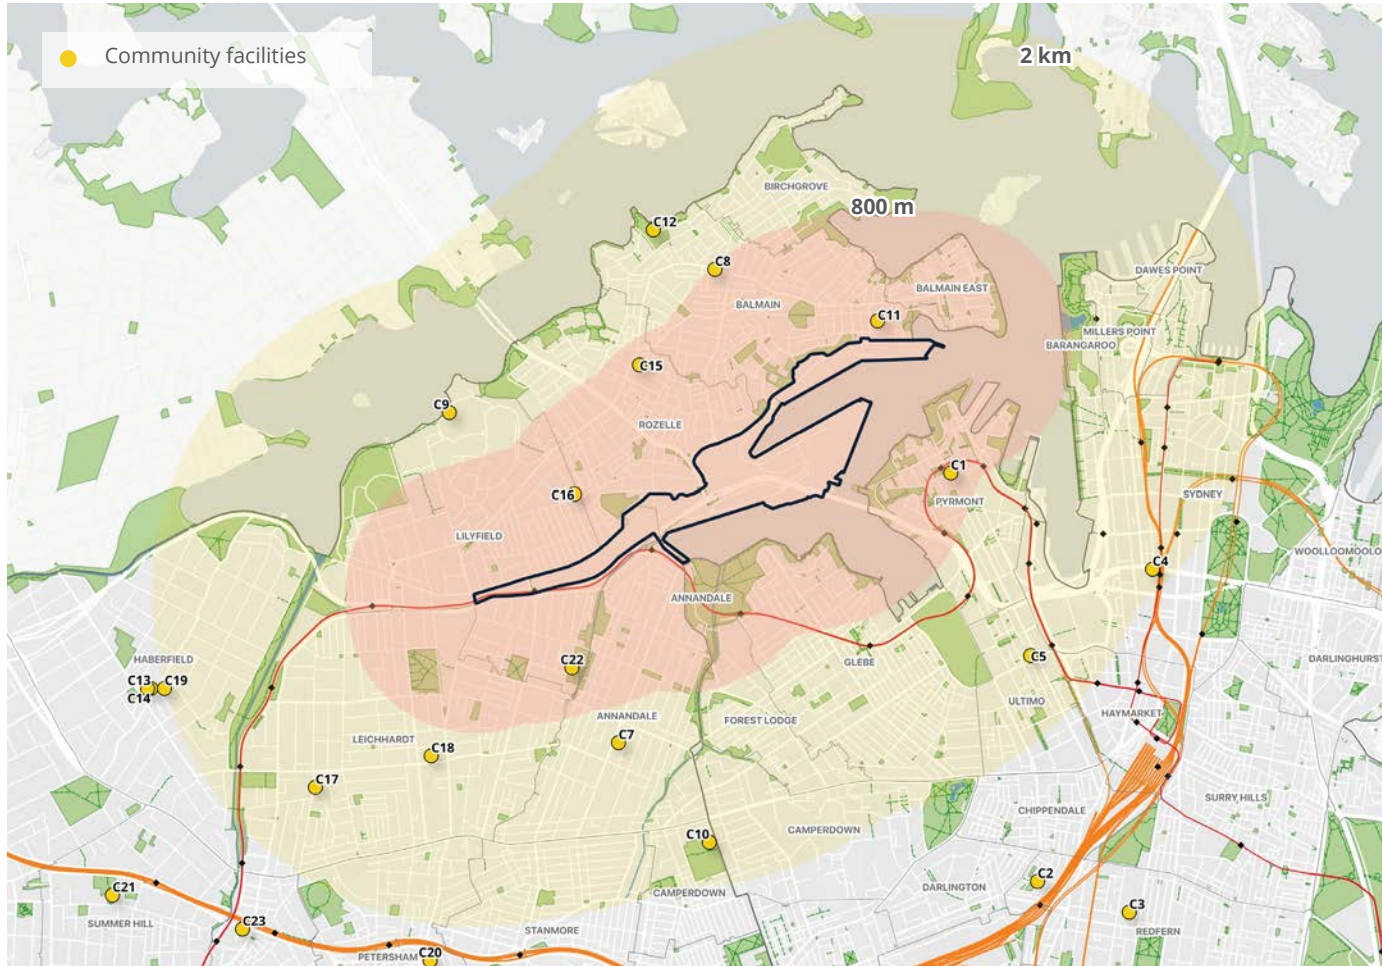 Community facilities
2 km
BIRCHGROVE
800 m
C12
C8
DAWES POINT
BALMAIN EAST
BALMAIN
C11
MILLERS POINT
BARANGAROO
C15
C9
ROZELLE
C1
C16
SYDNEY
PYRMONT
LILYFIELD
WOOLLOOMOOLO
C4
ANNANDALE
HABERFIELD
C22
GLEBE
C5
DARLINGHURST
C13
C19
C14
ULTIMO
ANNANDALE
FOREST LODGE
HAYMARKET
LEICHHARDT
C7
C18
C17
SURRY HILLS
CHIPPENDALE
C10
CAMPERDOWN
C2
C21
DARLINGTON
CAMPERDOWN
C3
SUMMER HILL
C23
STANMORE
REDFERN
C20
PETERSHAM